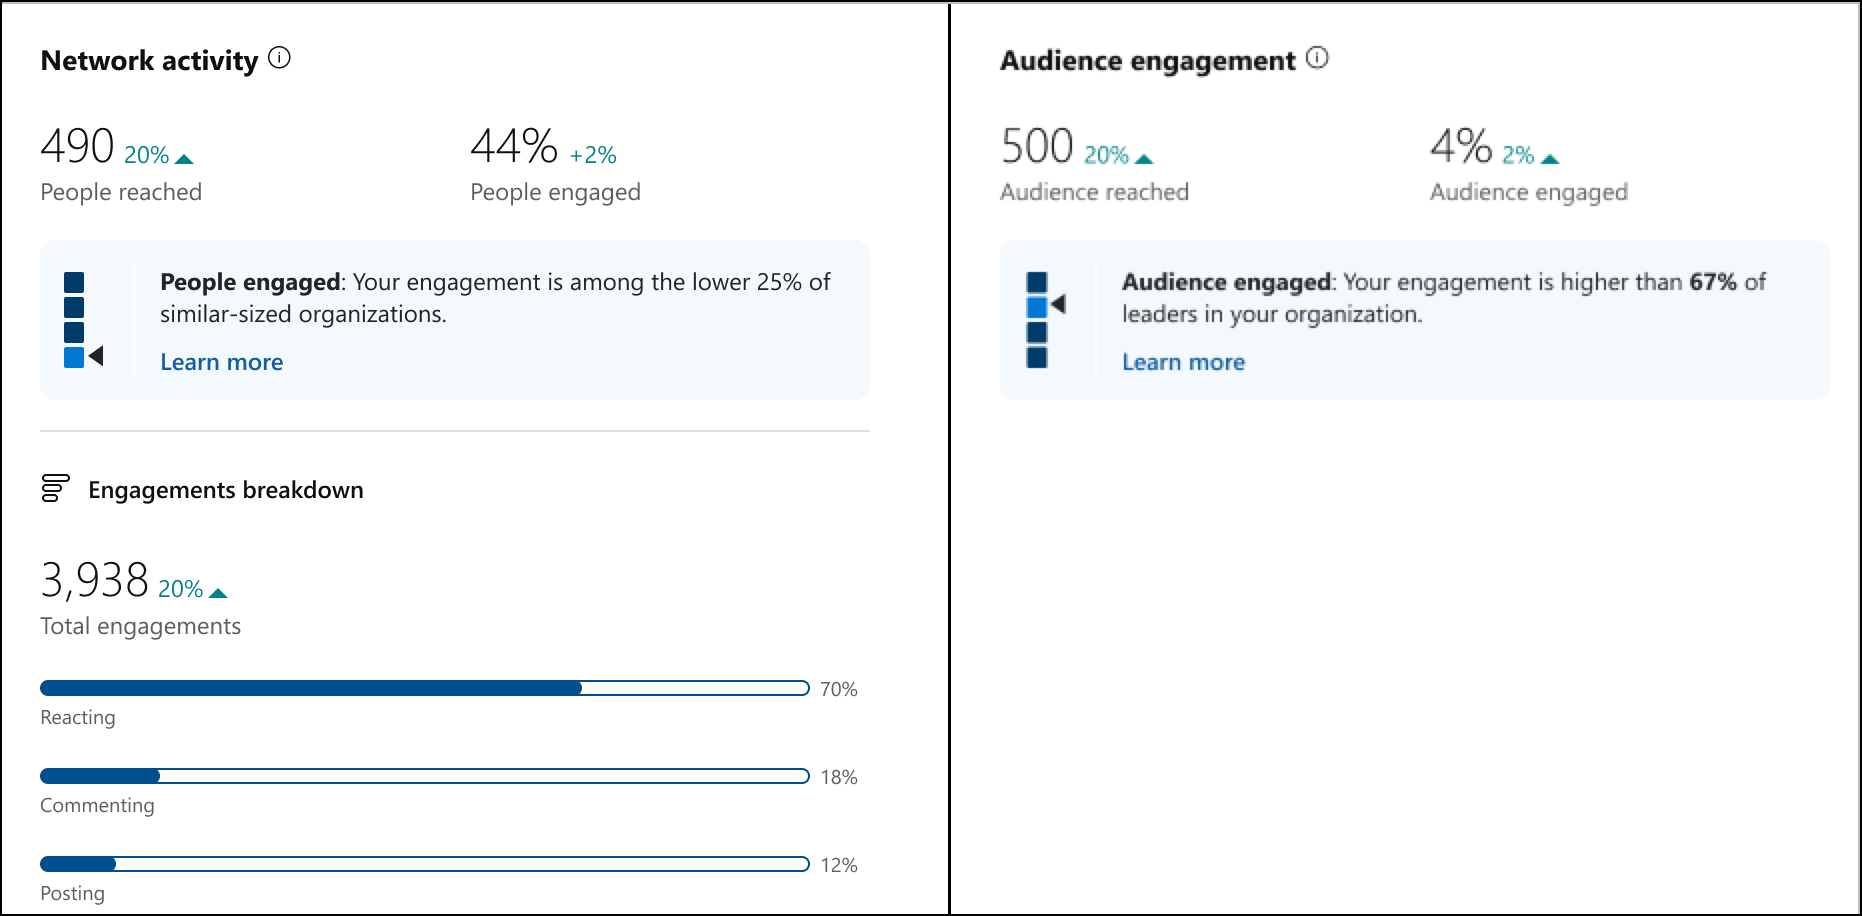 Network activity
490 20%
People reached
44% +2%
People engaged
People engaged: Your engagement is among the lower 25% of
similar-sized organizations.
Learn more
Engagements breakdown
3,938 20%
Total engagements
70%
Reacting
18%
Commenting
12%
Posting
Audience engagement
500 20%
Audience reached
4% 2%
Audience engaged
Audience engaged: Your engagement is higher than 67% of
leaders in your organization.
Learn more